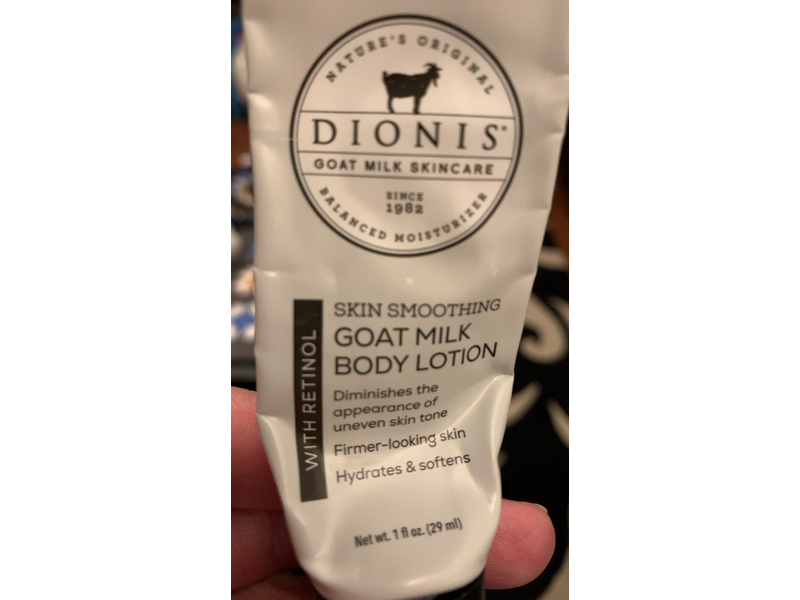 NATURE'S ORIGINAL
DIONIS®
GOAT MILK SKINCARE
SINCE
1982
BALANCED MOISTURIZER
WITH RETINOL
SKIN SMOOTHING
GOAT MILK
BODY LOTION
Diminishes the
appearance of
uneven skin tone
Firmer-looking skin
Hydrates & softens
Net wt. 1 fl oz. (29 ml)